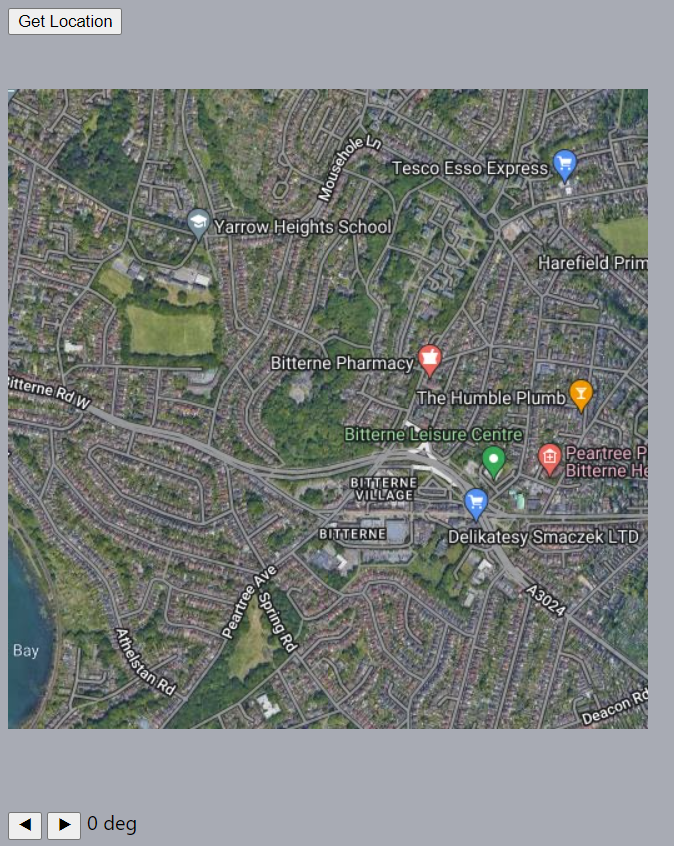 Get Location
Mousehole Ln
Tesco Esso Express
Yarrow Heights School
Harefield Prim
Bitterne Pharmacy
Bitterne Rd W
The Humble Plumb
Bitterne Leisure Centre
Peartree P
Bitterne He
BITTERNE
VILLAGE
BITTERNE
Delikatesy Smaczek LTD
Peartree Ave
Spring Rd
A3024
Athelstan Rd
Bay
Deacon Rd
◀ ▶ 0 deg